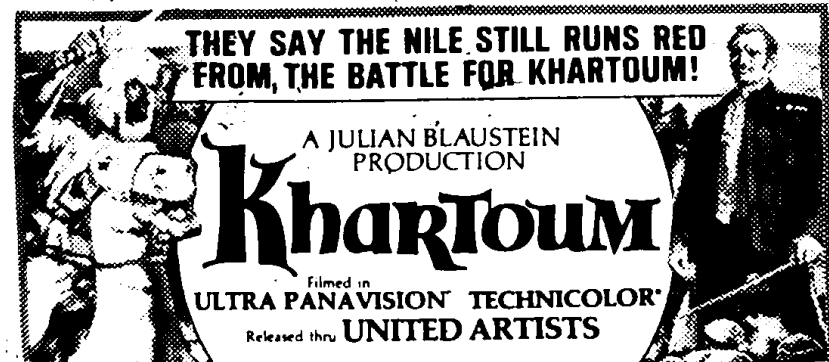 THEY SAY THE NILE STILL RUNS RED
FROM, THE BATTLE FOR KHARTOUM!
A JULIAN BLAUSTEIN
PRODUCTION
KhARTOUM
Filmed in
ULTRA PANAVISION TECHNICOLOR®
Released thru UNITED ARTISTS